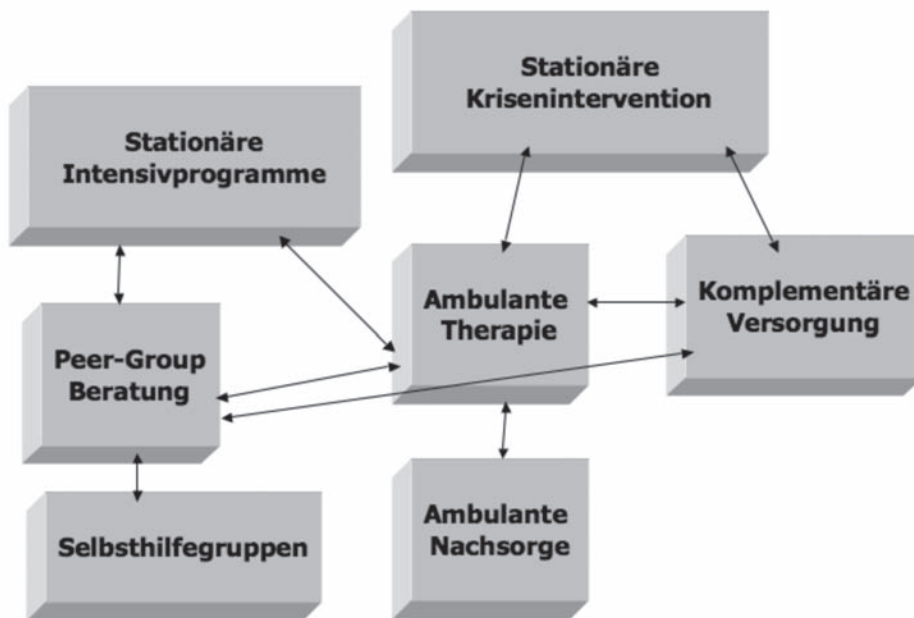 Stationäre
Krisenintervention
Stationäre
Intensivprogramme
Ambulante
Therapie
Komplementäre
Versorgung
Peer-Group
Beratung
Selbsthilfegruppen
Ambulante
Nachsorge